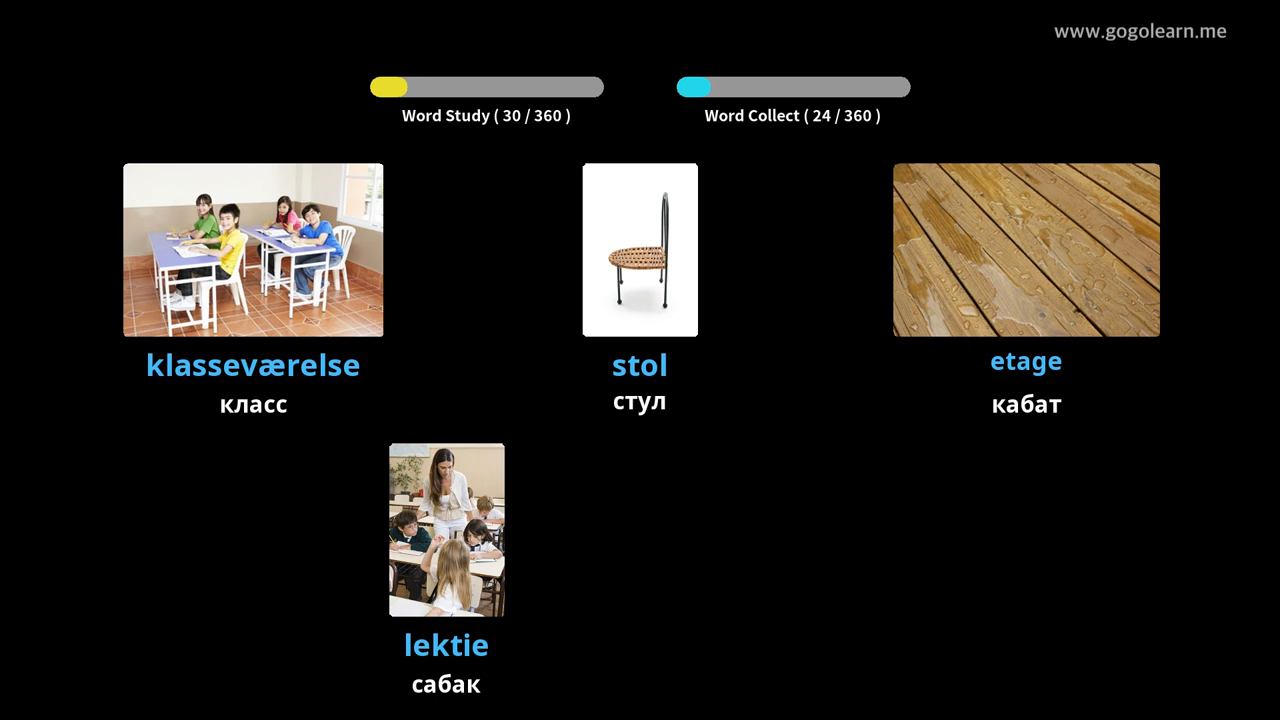 www.gogolearn.me
Word Study ( 30 / 360 )
Word Collect ( 24 / 360 )
klasseværelse
класс
stol
стул
etage
кабат
lektie
сабак